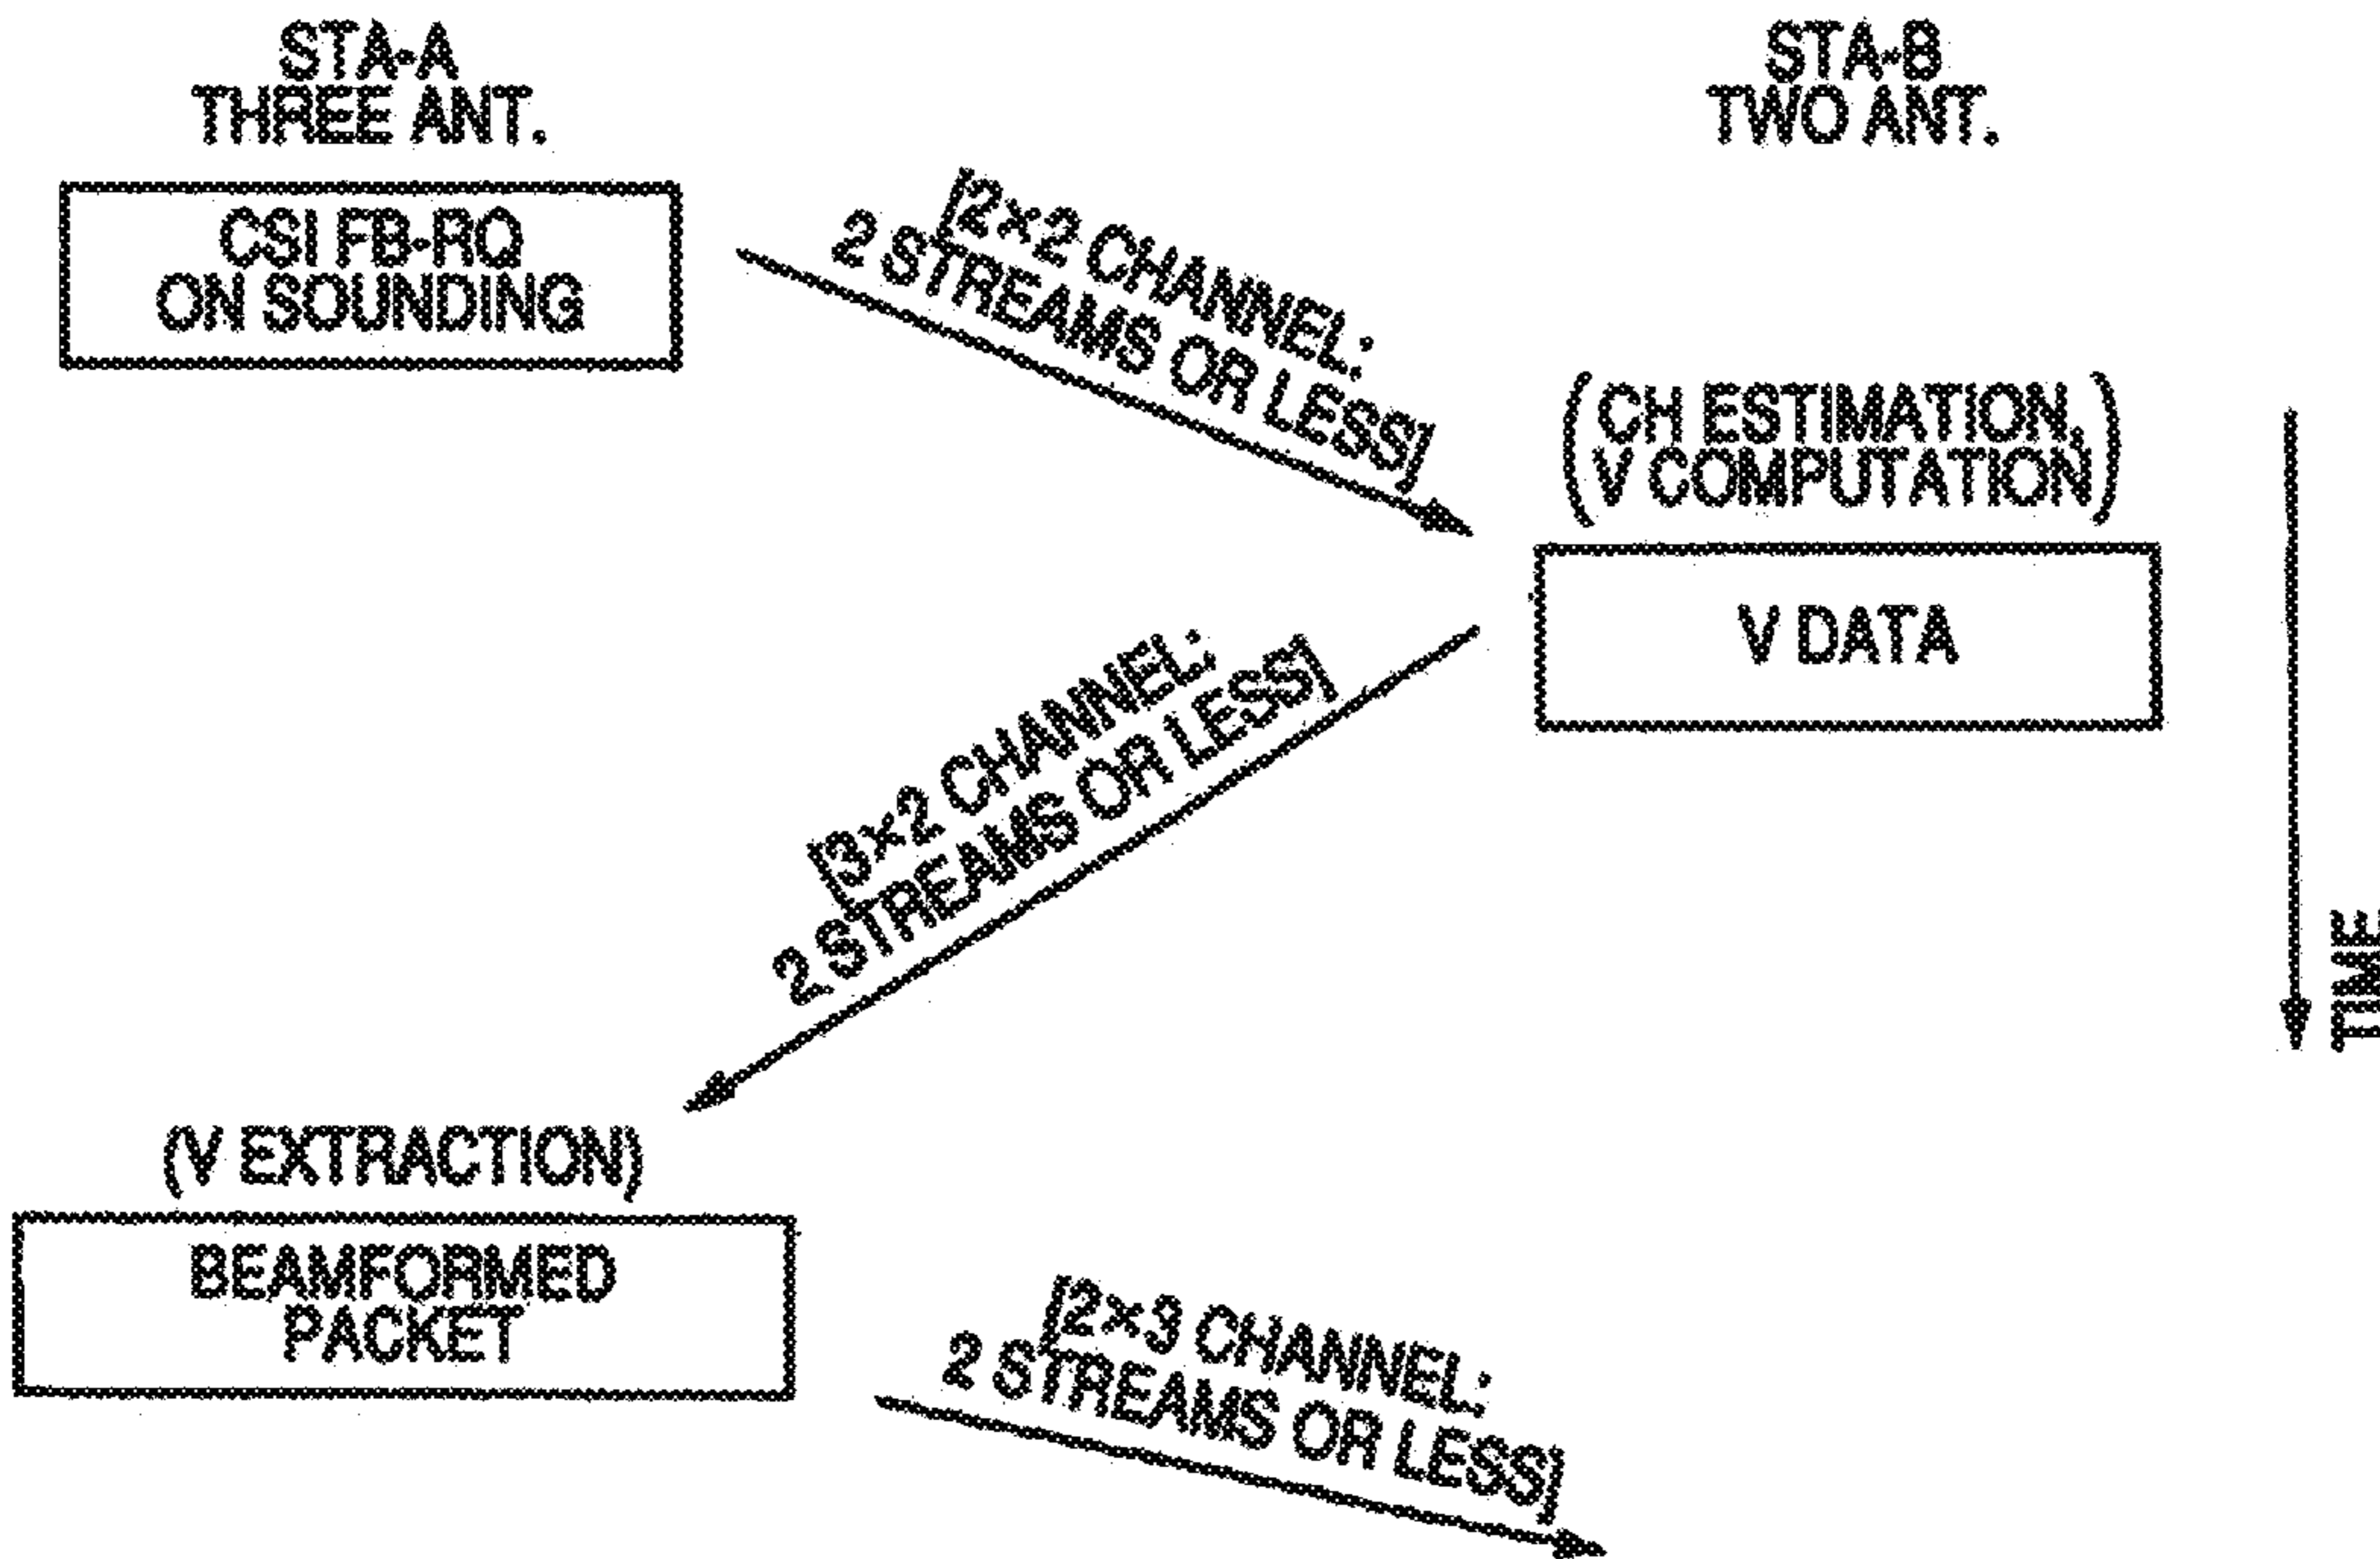 STA-A
THREE ANT.
STA-B
TWO ANT.
CSI FB-RQ
ON SOUNDING
[2×2 CHANNEL:
2 STREAMS OR LESS]
(CH ESTIMATION,
V COMPUTATION)
V DATA
[3×2 CHANNEL:
2 STREAMS OR LESS]
TIME
(V EXTRACTION)
BEAMFORMED
PACKET
[2×3 CHANNEL:
2 STREAMS OR LESS]